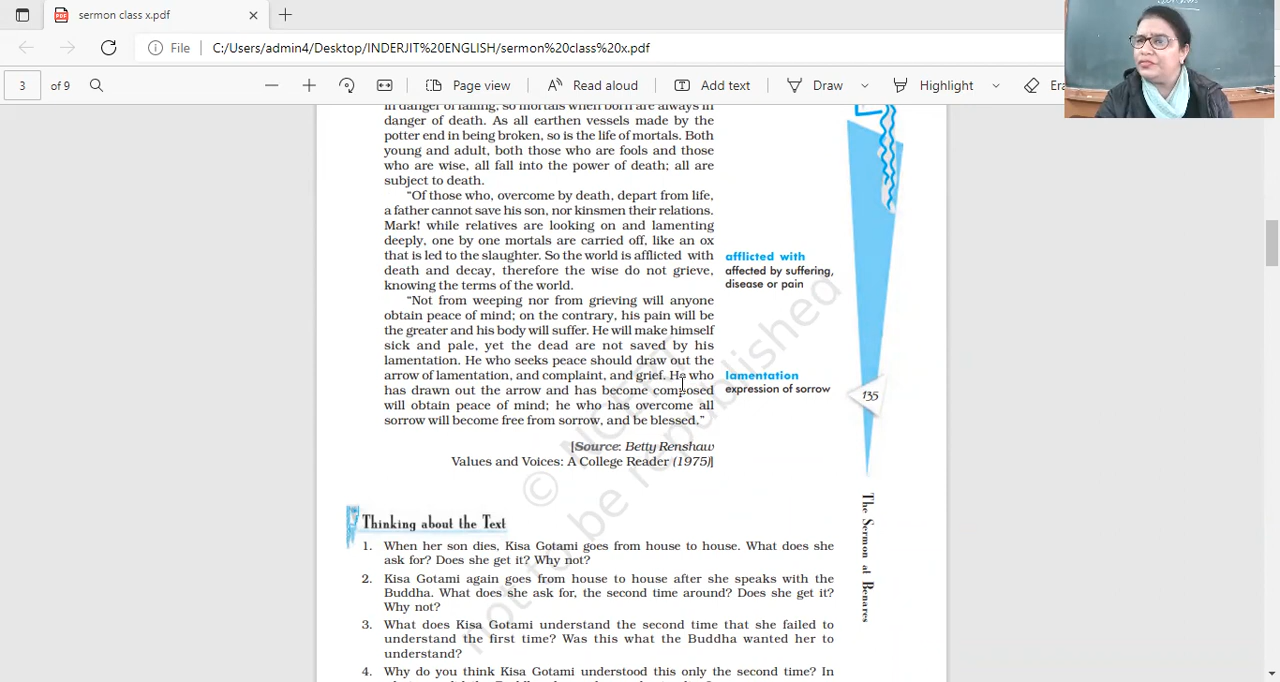 sermon class x.pdf
File
C:/Users/admin4/Desktop/INDERJIT%20ENGLISH/sermon%20class%20x.pdf
3
of 9
Page view
Read aloud
Add text
Draw
Highlight
Era
in danger of falling, so mortals when born are always in
danger of death. As all earthen vessels made by the
potter end in being broken, so is the life of mortals. Both
young and adult, both those who are fools and those
who are wise, all fall into the power of death; all are
subject to death.
“Of those who, overcome by death, depart from life,
a father cannot save his son, nor kinsmen their relations.
Mark! while relatives are looking on and lamenting
deeply, one by one mortals are carried off, like an ox
that is led to the slaughter. So the world is afflicted with
death and decay, therefore the wise do not grieve,
knowing the terms of the world.
afflicted with
affected by suffering,
disease or pain
“Not from weeping nor from grieving will anyone
obtain peace of mind; on the contrary, his pain will be
the greater and his body will suffer. He will make himself
sick and pale, yet the dead are not saved by his
lamentation. He who seeks peace should draw out the
arrow of lamentation, and complaint, and grief. He who
has drawn out the arrow and has become composed
will obtain peace of mind; he who has overcome all
sorrow will become free from sorrow, and be blessed.”
lamentation
expression of sorrow
135
[Source: Betty Renshaw
Values and Voices: A College Reader (1975)]
The Sermon at Benares
Thinking about the Text
1. When her son dies, Kisa Gotami goes from house to house. What does she
ask for? Does she get it? Why not?
2. Kisa Gotami again goes from house to house after she speaks with the
Buddha. What does she ask for, the second time around? Does she get it?
Why not?
3. What does Kisa Gotami understand the second time that she failed to
understand the first time? Was this what the Buddha wanted her to
understand?
4. Why do you think Kisa Gotami understood this only the second time? In
© NCERT
not to be republished